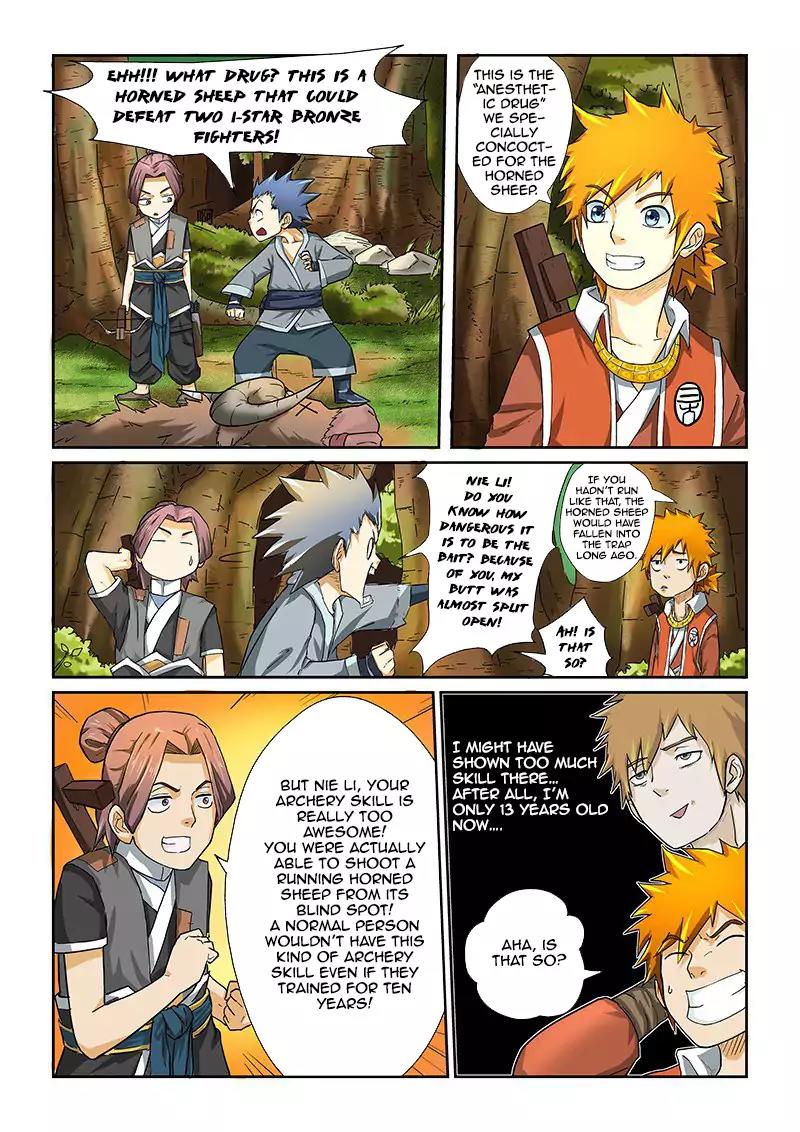 EHH!!! WHAT DRUG? THIS IS A
HORNED SHEEP THAT COULD
DEFEAT TWO 1-STAR BRONZE
FIGHTERS!
THIS IS THE
"ANESTHET-
IC DRUG"
WE SPE-
CIALLY
CONCOCT-
ED FOR THE
HORNED
SHEEP.
NIE LI!
DO YOU
KNOW HOW
DANGEROUS IT
IS TO BE THE
BAIT? BECAUSE
OF YOU, MY
BUTT WAS
ALMOST SPLIT
OPEN!
IF YOU
HADN'T RUN
LIKE THAT, THE
HORNED SHEEP
WOULD HAVE
FALLEN INTO
THE TRAP
LONG AGO.
AH! IS
THAT
SO?
BUT NIE LI, YOUR
ARCHERY SKILL IS
REALLY TOO
AWESOME!
YOU WERE ACTUALLY
ABLE TO SHOOT A
RUNNING HORNED
SHEEP FROM ITS
BLIND SPOT!
A NORMAL PERSON
WOULDN'T HAVE THIS
KIND OF ARCHERY
SKILL EVEN IF THEY
TRAINED FOR TEN
YEARS!
I MIGHT HAVE
SHOWN TOO MUCH
SKILL THERE...
AFTER ALL, I'M
ONLY 13 YEARS OLD
NOW....
AHA, IS
THAT SO?